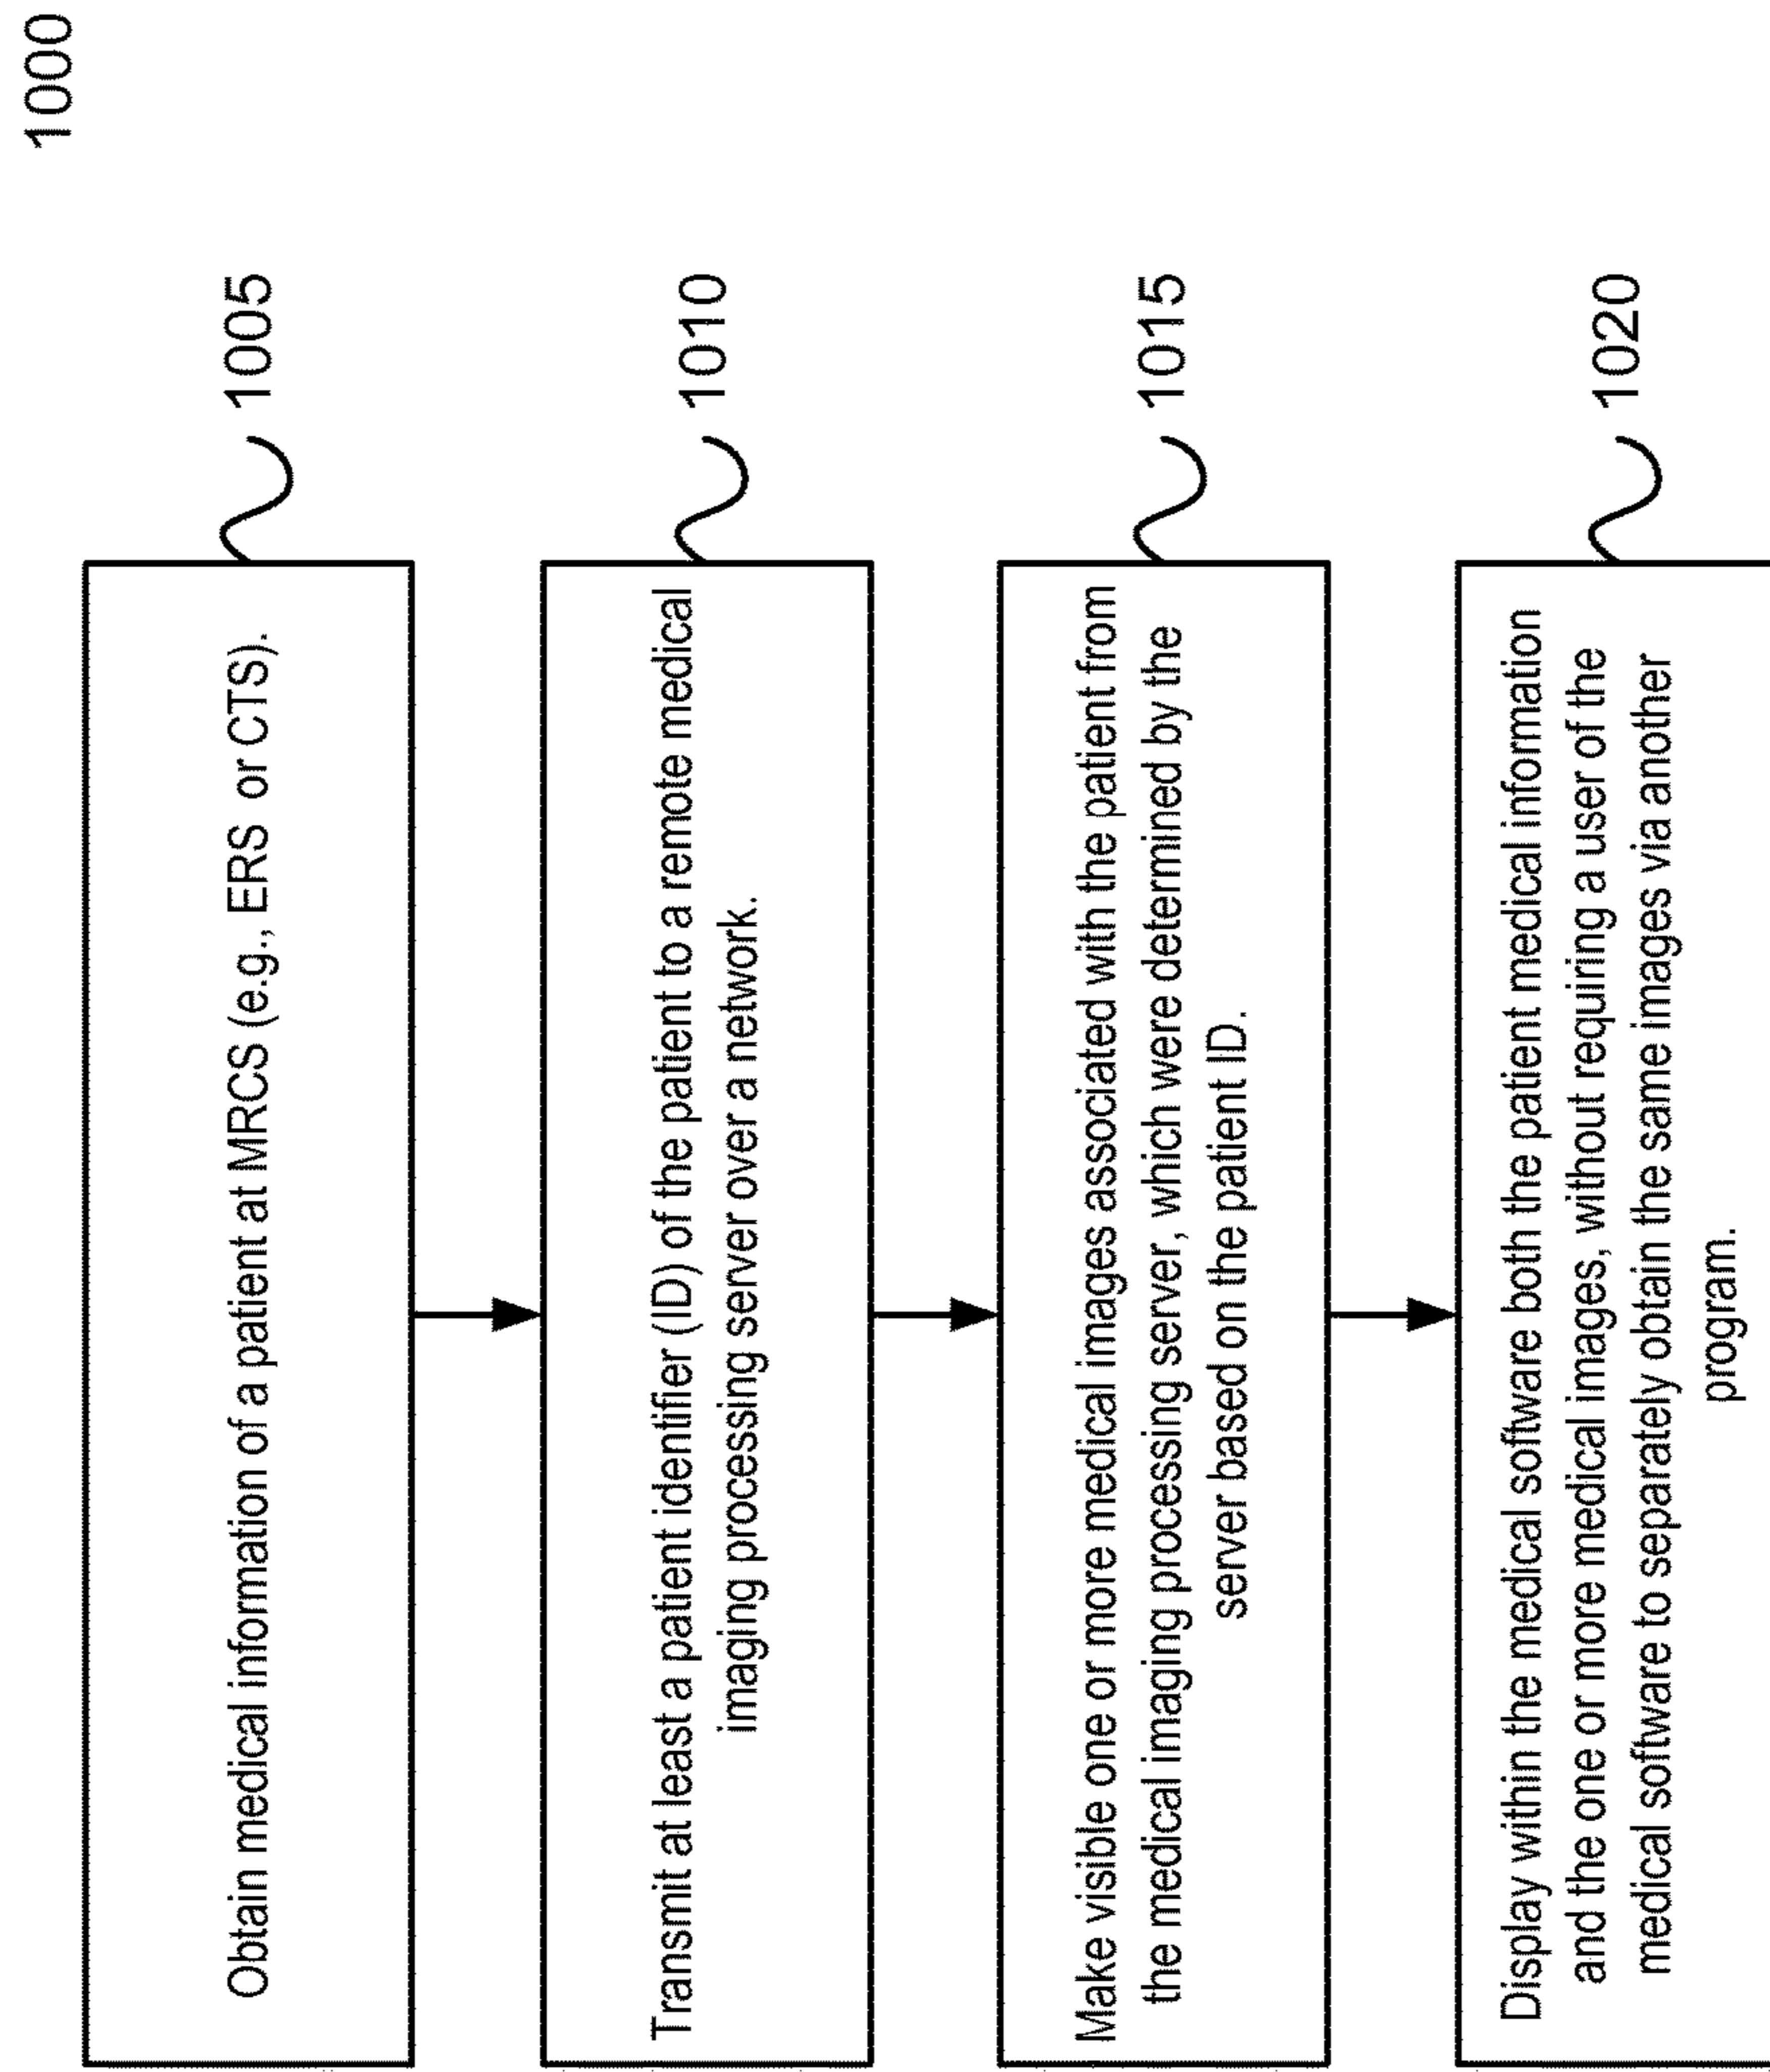 1000
Obtain medical information of a patient at MRCS (e.g., ERS or CTS).
1005
Transmit at least a patient identifier (ID) of the patient to a remote medical
imaging processing server over a network.
1010
Make visible one or more medical images associated with the patient from
the medical imaging processing server, which were determined by the
server based on the patient ID.
1015
Display within the medical software both the patient medical information
and the one or more medical images, without requiring a user of the
medical software to separately obtain the same images via another
program.
1020